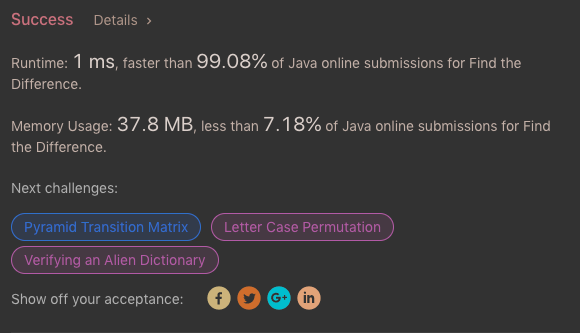 Success Details >
Runtime: 1 ms, faster than 99.08% of Java online submissions for Find the
Difference.
Memory Usage: 37.8 MB, less than 7.18% of Java online submissions for Find
the Difference.
Next challenges:
Pyramid Transition Matrix Letter Case Permutation
Verifying an Alien Dictionary
Show off your acceptance: f G+ in